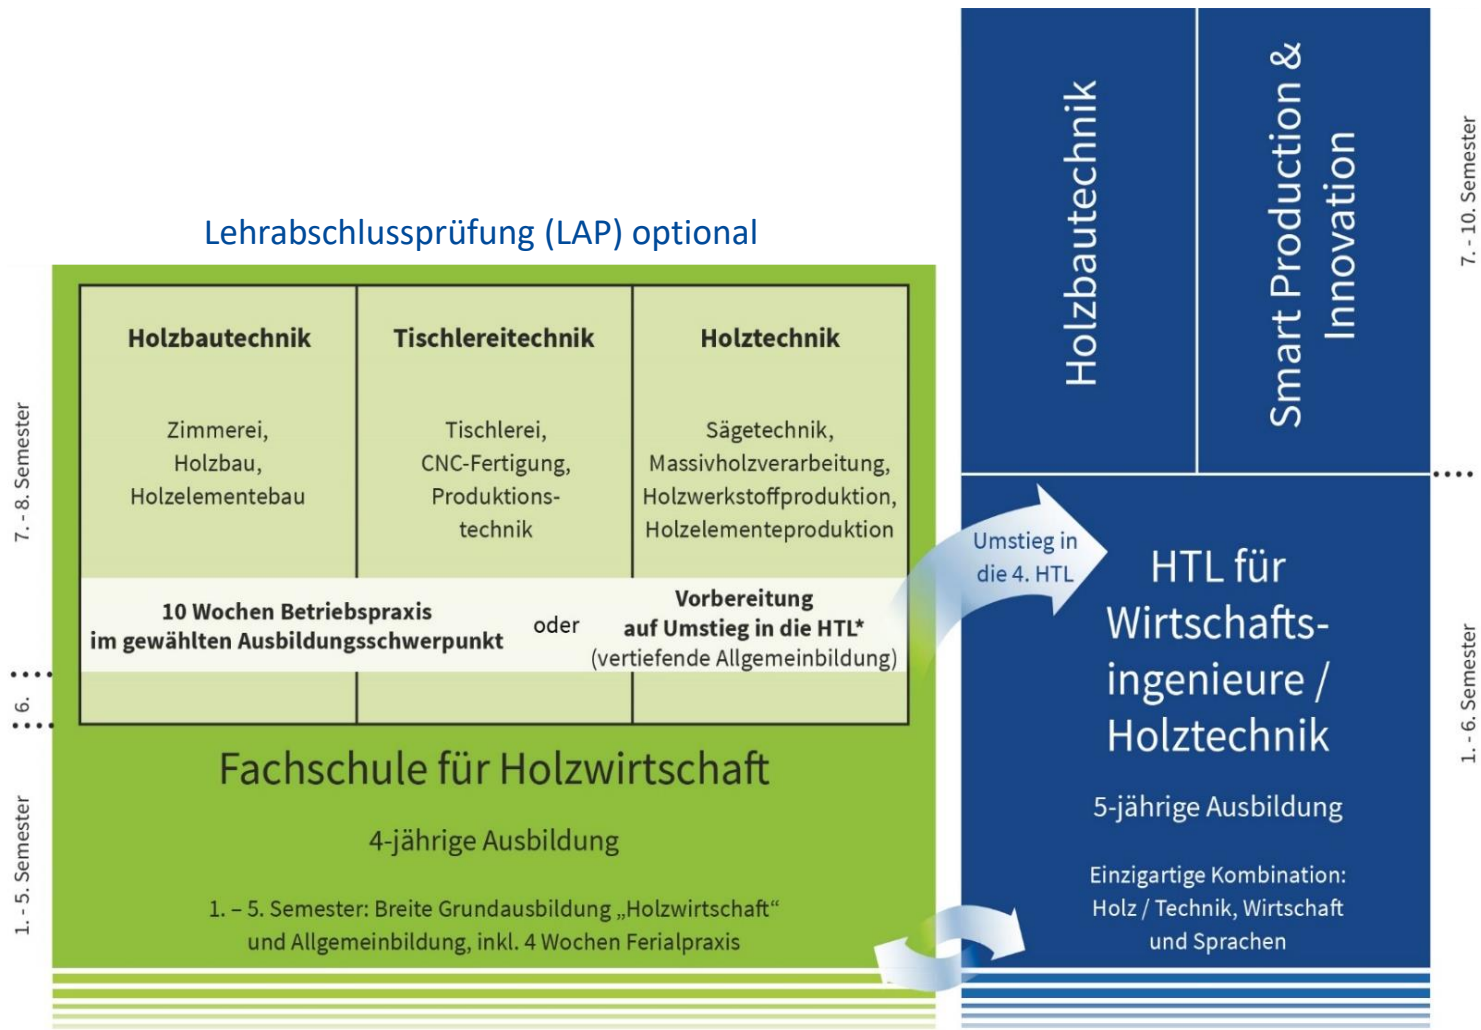 Lehrabschlussprüfung (LAP) optional
7. - 8. Semester
6.
1. - 5. Semester
Holzbautechnik
Zimmerei,
Holzbau,
Holzelementebau
Tischlereitechnik
Tischlerei,
CNC-Fertigung,
Produktions-
technik
Holztechnik
Sägetechnik,
Massivholzverarbeitung,
Holzwerkstoffproduktion,
Holzelementeproduktion
10 Wochen Betriebspraxis
im gewählten Ausbildungsschwerpunkt
oder
Vorbereitung
auf Umstieg in die HTL*
(vertiefende Allgemeinbildung)
Fachschule für Holzwirtschaft
4-jährige Ausbildung
1. – 5. Semester: Breite Grundausbildung „Holzwirtschaft“
und Allgemeinbildung, inkl. 4 Wochen Ferialpraxis
Umstieg in
die 4. HTL
Holzbautechnik
Smart Production &
Innovation
HTL für
Wirtschafts-
ingenieure /
Holztechnik
5-jährige Ausbildung
Einzigartige Kombination:
Holz / Technik, Wirtschaft
und Sprachen
7. - 10. Semester
1. - 6. Semester